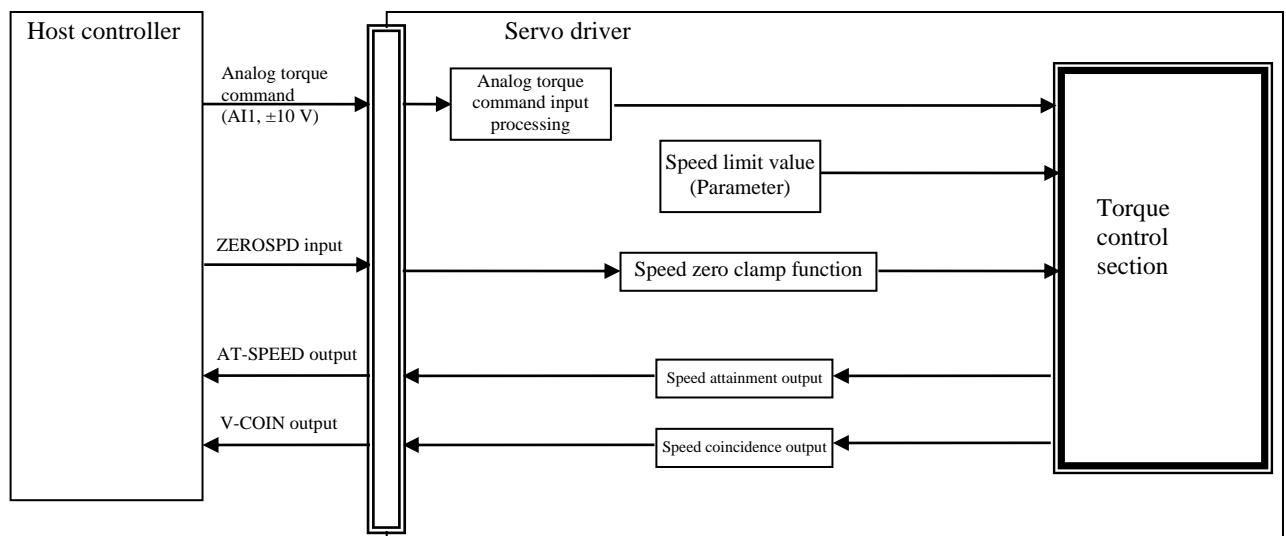 Host controller
Servo driver
Analog torque
command
(AI1, ±10 V)
Analog torque
command input
processing
Speed limit value
(Parameter)
Torque
control
section
ZEROSPD input
Speed zero clamp function
AT-SPEED output
Speed attainment output
V-COIN output
Speed coincidence output